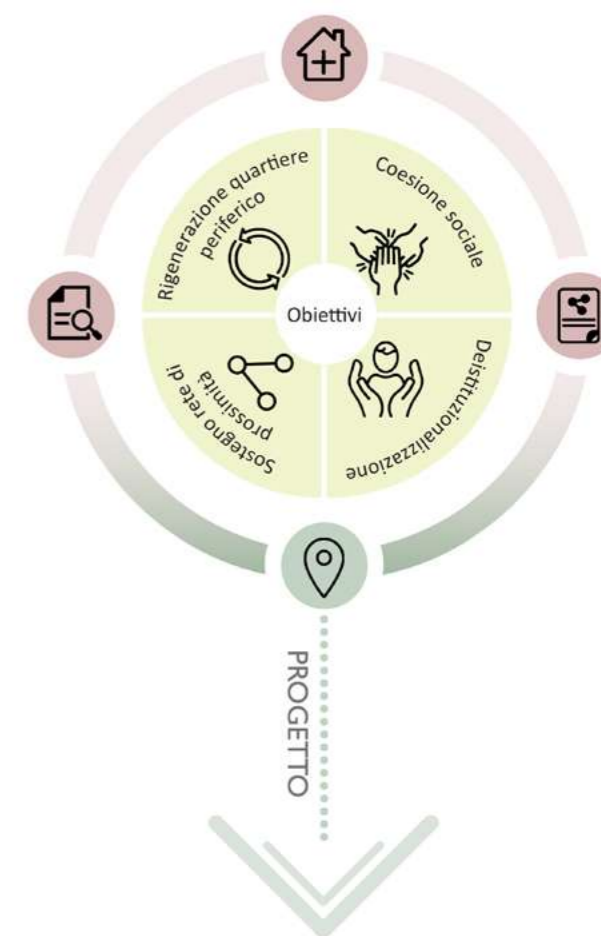 Rigenerazione quartiere
periferico
Coesione sociale
Obiettivi
Sostegno rete di
prossimità
Deistituzionalizzazione
PROGETTO